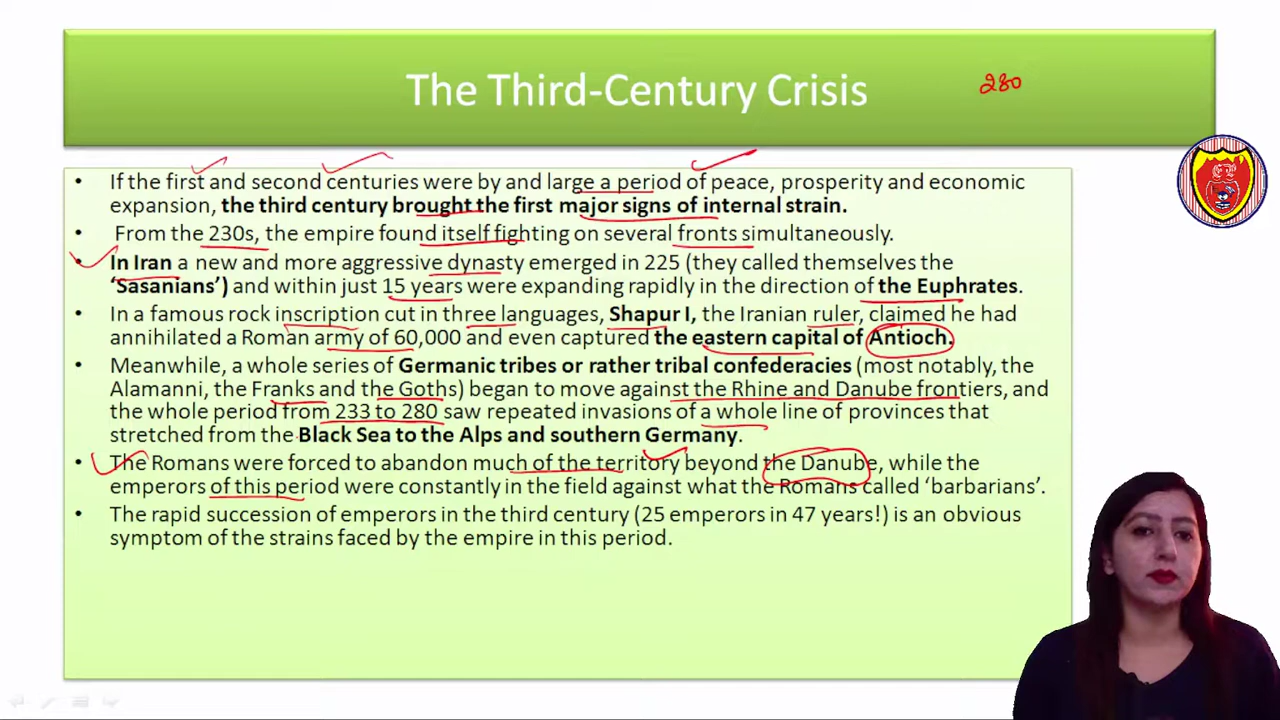 The Third-Century Crisis
280
• If the first and second centuries were by and large a period of peace, prosperity and economic
expansion, the third century brought the first major signs of internal strain.
• From the 230s, the empire found itself fighting on several fronts simultaneously.
• In Iran a new and more aggressive dynasty emerged in 225 (they called themselves the
‘Sasanians’) and within just 15 years were expanding rapidly in the direction of the Euphrates.
• In a famous rock inscription cut in three languages, Shapur I, the Iranian ruler, claimed he had
annihilated a Roman army of 60,000 and even captured the eastern capital of Antioch.
• Meanwhile, a whole series of Germanic tribes or rather tribal confederacies (most notably, the
Alamanni, the Franks and the Goths) began to move against the Rhine and Danube frontiers, and
the whole period from 233 to 280 saw repeated invasions of a whole line of provinces that
stretched from the Black Sea to the Alps and southern Germany.
• The Romans were forced to abandon much of the territory beyond the Danube, while the
emperors of this period were constantly in the field against what the Romans called ‘barbarians’.
• The rapid succession of emperors in the third century (25 emperors in 47 years!) is an obvious
symptom of the strains faced by the empire in this period.